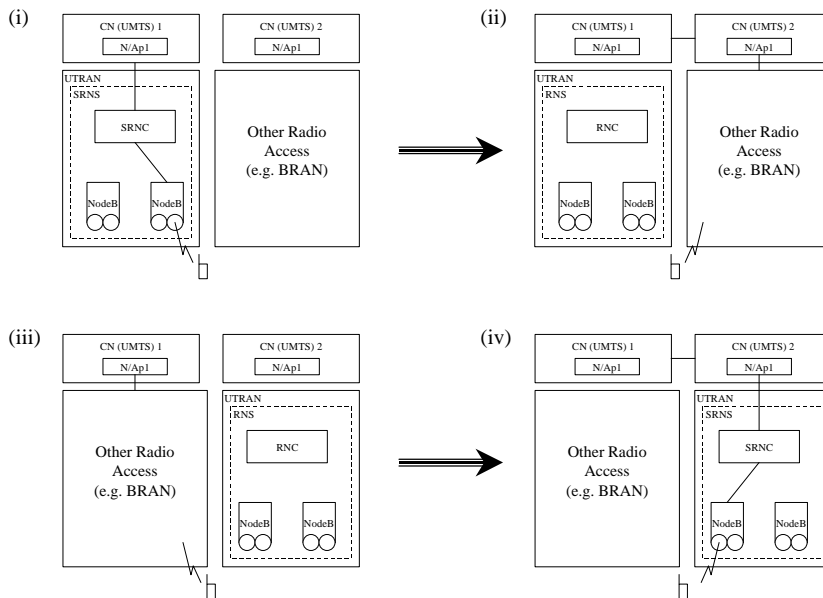 (i)
CN (UMTS) 1
N/Ap1
CN (UMTS) 2
N/Ap1
UTRAN
SRNS
SRNC
NodeB
NodeB
Other Radio
Access
(e.g. BRAN)
(ii)
CN (UMTS) 1
N/Ap1
CN (UMTS) 2
N/Ap1
UTRAN
RNS
RNC
NodeB
NodeB
Other Radio
Access
(e.g. BRAN)
(iii)
CN (UMTS) 1
N/Ap1
CN (UMTS) 2
N/Ap1
Other Radio
Access
(e.g. BRAN)
UTRAN
RNS
RNC
NodeB
NodeB
(iv)
CN (UMTS) 1
N/Ap1
CN (UMTS) 2
N/Ap1
Other Radio
Access
(e.g. BRAN)
UTRAN
SRNS
SRNC
NodeB
NodeB